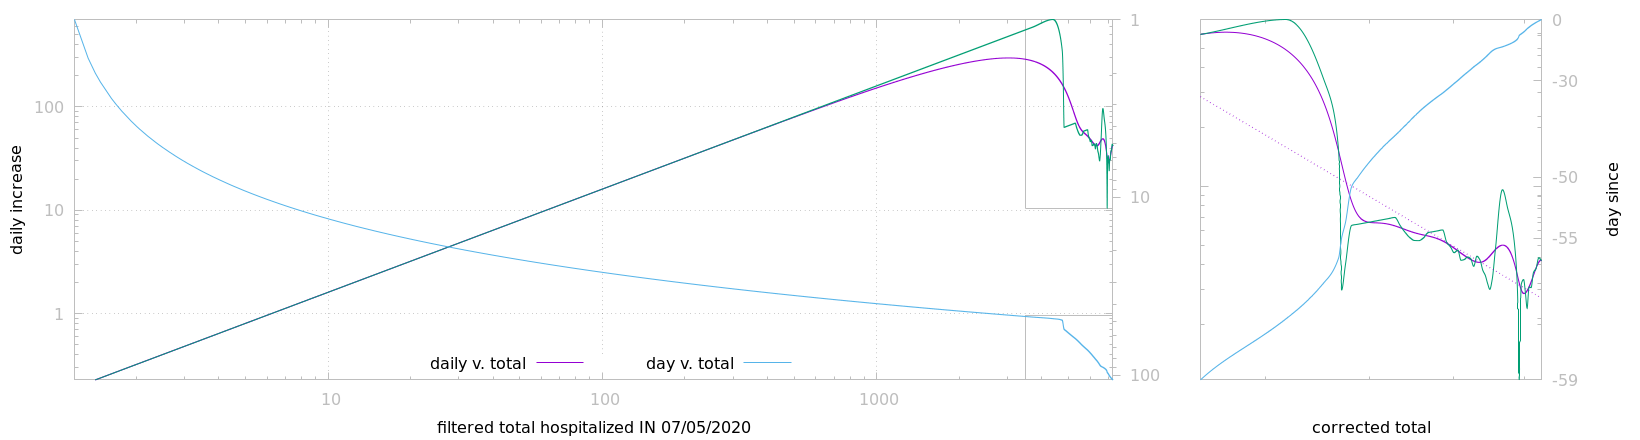 daily increase
100
10
1
10
100
1000
1
10
100
daily v. total
day v. total
filtered total hospitalized IN 07/05/2020
0
-30
-50
-55
-59
day since
corrected total